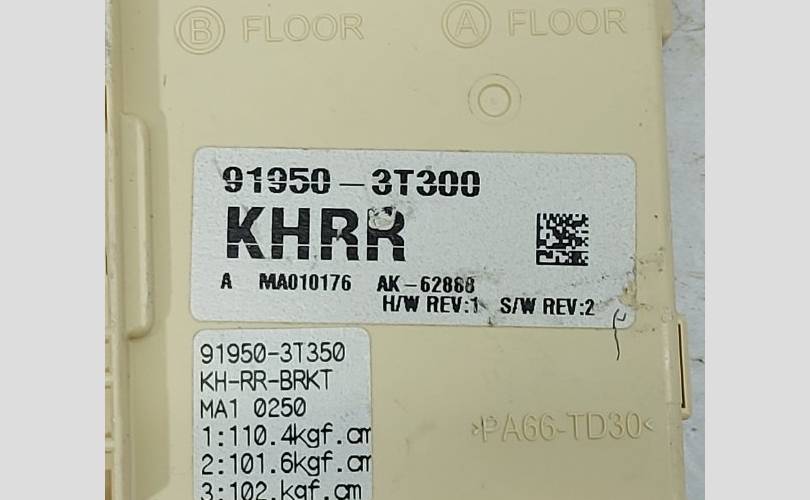 B FLOOR A FLOOR
91950-3T300
KHRR
A MA010176 AK-62888
H/W REV:1 S/W REV:2
91950-3T350
KH-RR-BRKT
MA1 0250
1:110.4kgf.cm
2:101.6kgf.cm
3:102.kgf.cm
>PA66-TD30<